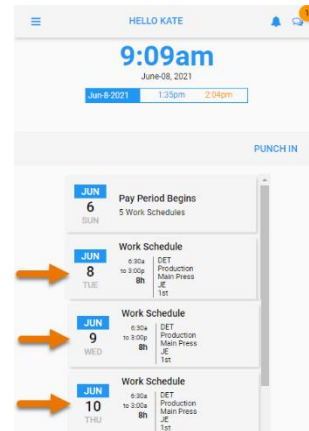 HELLO KATE
1
9:09am
June-08, 2021
Jun-8-2021 1:35pm 2:04pm
PUNCH IN
JUN
6
SUN
Pay Period Begins
5 Work Schedules
JUN
8
TUE
Work Schedule
6:30a
to 3:00p
8h
DET
Production
Main Press
JE
1st
JUN
9
WED
Work Schedule
6:30a
to 3:00p
8h
DET
Production
Main Press
JE
1st
JUN
10
THU
Work Schedule
6:30a
to 3:00p
8h
DET
Production
Main Press
JE
1st